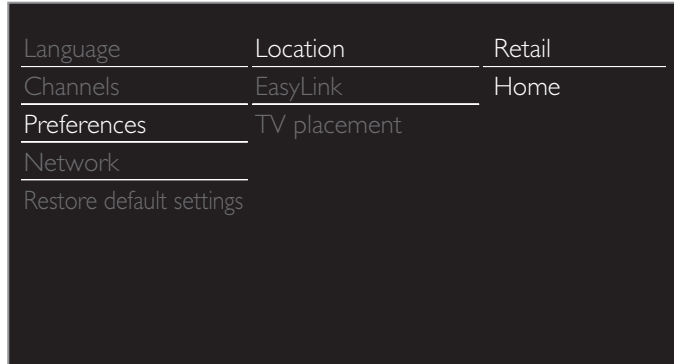 Language Location Retail
Channels EasyLink Home
Preferences TV placement
Network
Restore default settings